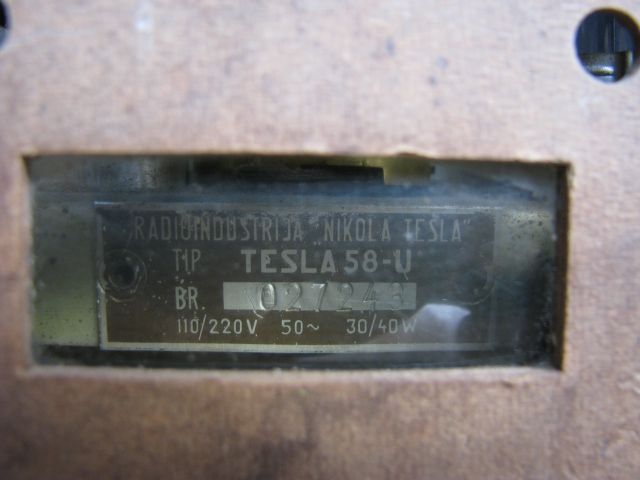 RADIOINDUSTRIJA „NIKOLA TESLA"
TIP TESLA 58-U
BR. 027243
110/220V 50~ 30/40W